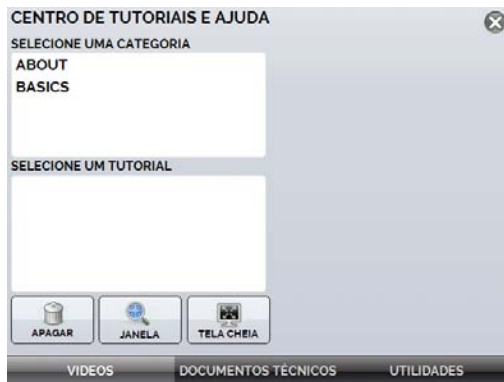 CENTRO DE TUTORIAIS E AJUDA
SELECIONE UMA CATEGORIA
ABOUT
BASICS
SELECIONE UM TUTORIAL
APAGAR JANELA TELA CHEIA
VIDEOS DOCUMENTOS TÉCNICOS UTILIDADES